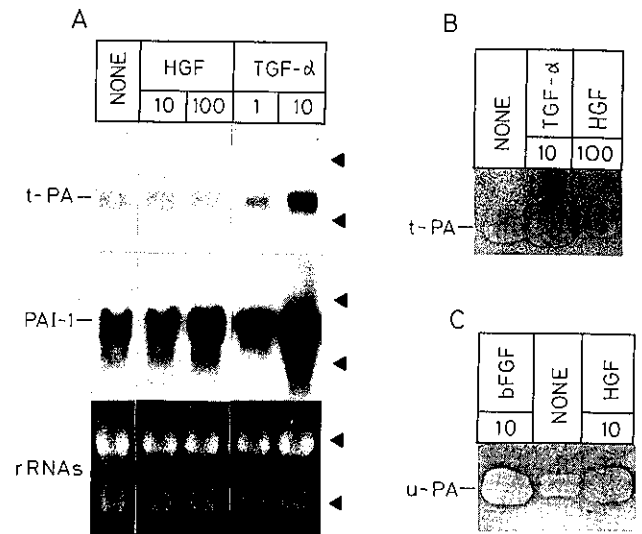 A
NONE
HGF
TGF-α
10
100
1
10
t-PA
PAI-1
rRNAs
B
NONE
TGF-α
HGF
10
100
t-PA
C
bFGF
NONE
HGF
10
10
u-PA